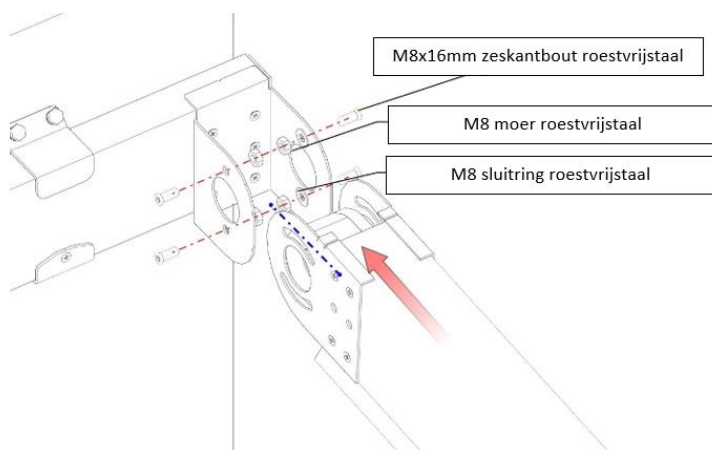 M8x16mm zeskantbout roestvrijstaal
M8 moer roestvrijstaal
M8 sluitring roestvrijstaal